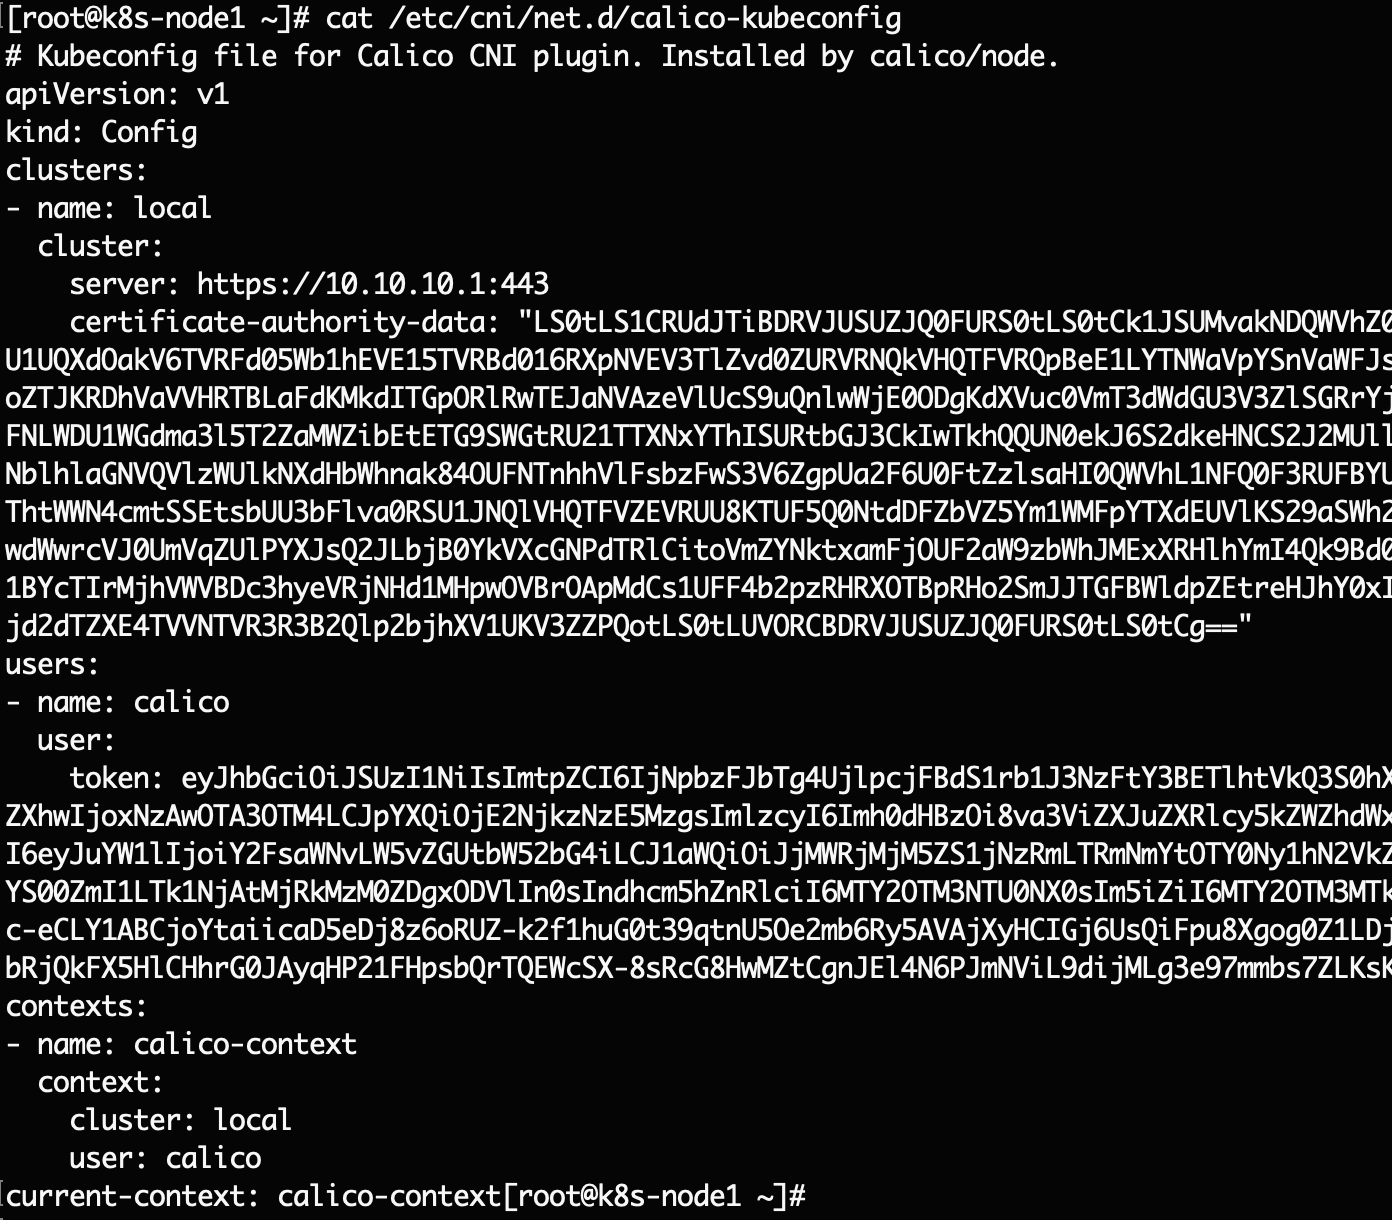 [root@k8s-node1 ~]# cat /etc/cni/net.d/calico-kubeconfig
# Kubeconfig file for Calico CNI plugin. Installed by calico/node.
apiVersion: v1
kind: Config
clusters:
- name: local
  cluster:
    server: https://10.10.10.1:443
    certificate-authority-data: "LS0tLS1CRUdJTiBDRVJUSUZJQ0FURS0tLS0tCk1JSUMvakNDQWVhZ0
U1UQXdOakV6TVRFd05Wb1hEVE15TVRBd016RXpNVEV3TlZvd0ZURVRNQkVHQTFVRQpBeE1LYTNWaVpYSnVaWFJs
oZTJKRDhVaVVHRTBLaFdKMkdITGpORlRwTEJaNVAzeVlUcS9uQnlwWjE0ODgKdXVuc0VmT3dWdGU3V3ZlSGRrYj
FNLWDU1WGdma3l5T2ZaMWZibEtETG9SWGtRU21TTXNxYThISURtbGJ3CkIwTkhQQUN0ekJ6S2dkeHNCS2J2MUll
NblhlaGNVQVlzWUlkNXdHbWhnak84OUFNTnhhVlFsbzFwS3V6ZgpUa2F6U0FtZzlsaHI0QWVhL1NFQ0F3RUFBYU
ThtWWN4cmtSSEtsbUU3bFlva0RSU1JNQlVHQTFVZEVRUU8KTUF5Q0NtdDFZbVZ5Ym1WMFpYTXdEUVlKS29aSWh2
wdWwrcVJ0UmVqZUlPYXJsQ2JLbjB0YkVXcGNPdTRlCitoVmZYNktxamFjOUF2aW9zbWhJMExXRHlhYmI4Qk9Bd0
1BYcTIrMjhVWVBDc3hyeVRjNHd1MHpwOVBrOApMdCs1UFF4b2pzRHRXOTBpRHo2SmJJTGFBWldpZEtreHJhY0xI
jd2dTZXE4TVVNTVR3R3B2Qlp2bjhXV1UKV3ZZPQotLS0tLUVORCBDRVJUSUZJQ0FURS0tLS0tCg=="
users:
- name: calico
  user:
    token: eyJhbGciOiJSUzI1NiIsImtpZCI6IjNpbzFJbTg4UjlpcjFBdS1rb1J3NzFtY3BETlhtVkQ3S0hX
ZXhwIjoxNzAwOTA3OTM4LCJpYXQiOjE2NjkzNzE5MzgsImlzcyI6Imh0dHBzOi8va3ViZXJuZXRlcy5kZWZhdWx
I6eyJuYW1lIjoiY2FsaWNvLW5vZGUtbW52bG4iLCJ1aWQiOiJjMWRjMjM5ZS1jNzRmLTRmNmYtOTY0Ny1hN2VkZ
YS00ZmI1LTk1NjAtMjRkMzM0ZDgxODVlIn0sIndhcm5hZnRlciI6MTY2OTM3NTU0NX0sIm5iZiI6MTY2OTM3MTk
c-eCLY1ABCjoYtaiicaD5eDj8z6oRUZ-k2f1huG0t39qtnU5Oe2mb6Ry5AVAjXyHCIGj6UsQiFpu8Xgog0Z1LDj
bRjQkFX5HlCHhrG0JAyqHP21FHpsbQrTQEWcSX-8sRcG8HwMZtCgnJEl4N6PJmNViL9dijMLg3e97mmbs7ZLKsK
contexts:
- name: calico-context
  context:
    cluster: local
    user: calico
current-context: calico-context[root@k8s-node1 ~]#